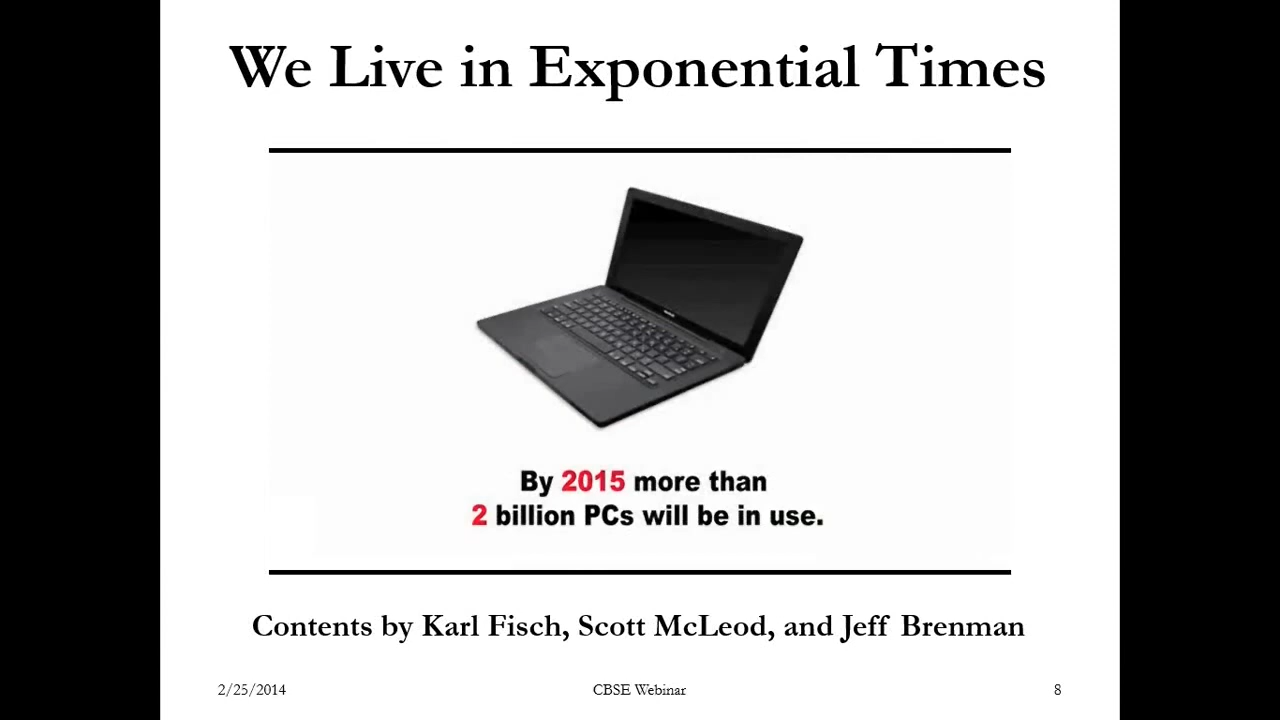 We Live in Exponential Times
By 2015 more than
2 billion PCs will be in use.
Contents by Karl Fisch, Scott McLeod, and Jeff Brenman
2/25/2014
CBSE Webinar
8